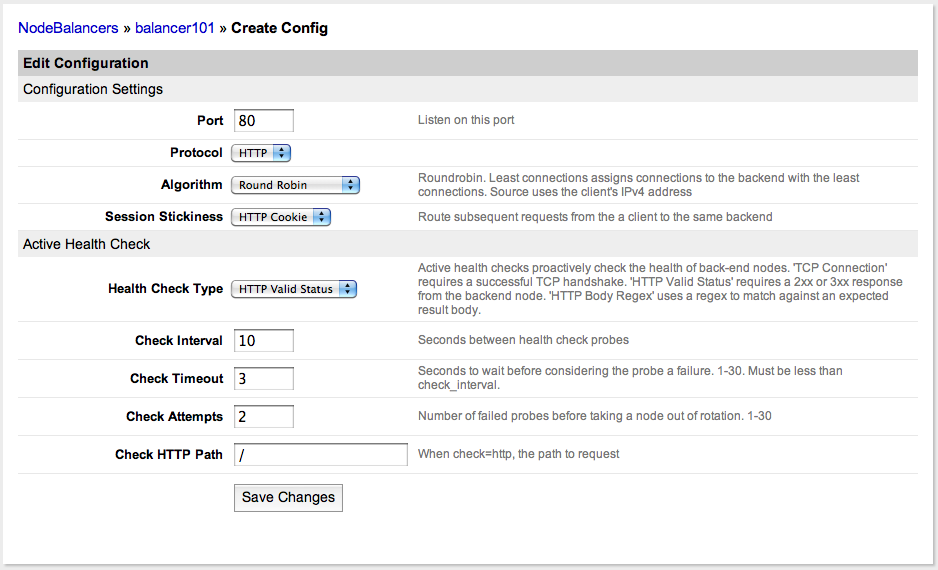 NodeBalancers » balancer101 » Create Config
Edit Configuration
Configuration Settings
Port 80 Listen on this port
Protocol HTTP
Algorithm Round Robin Roundrobin. Least connections assigns connections to the backend with the least
connections. Source uses the client's IPv4 address
Session Stickiness HTTP Cookie Route subsequent requests from the a client to the same backend
Active Health Check
Health Check Type HTTP Valid Status Active health checks proactively check the health of back-end nodes. 'TCP Connection'
requires a successful TCP handshake. 'HTTP Valid Status' requires a 2xx or 3xx response
from the backend node. 'HTTP Body Regex' uses a regex to match against an expected
result body.
Check Interval 10 Seconds between health check probes
Check Timeout 3 Seconds to wait before considering the probe a failure. 1-30. Must be less than
check_interval.
Check Attempts 2 Number of failed probes before taking a node out of rotation. 1-30
Check HTTP Path / When check=http, the path to request
Save Changes